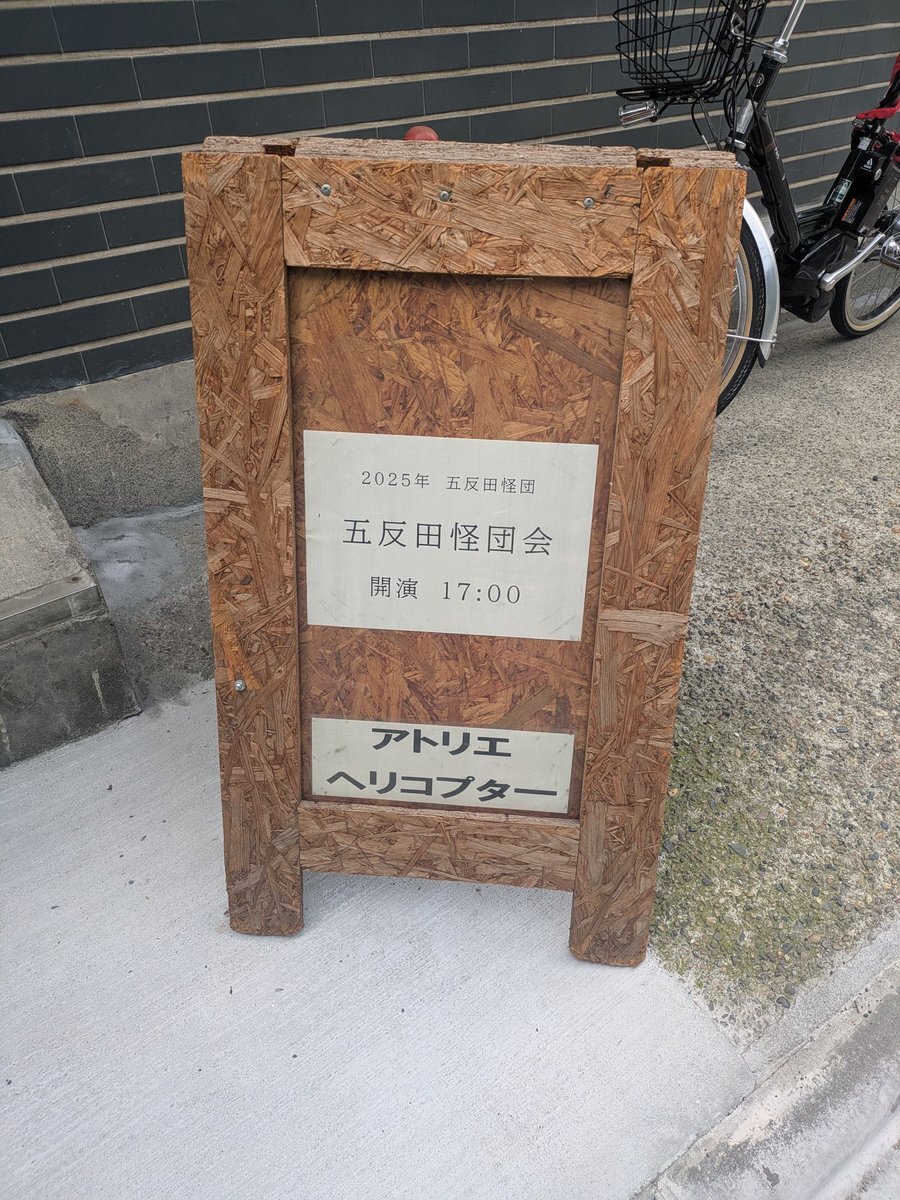 2025年 五反田怪団
五反田怪団会
開演 17:00
アトリエ
ヘリコプター